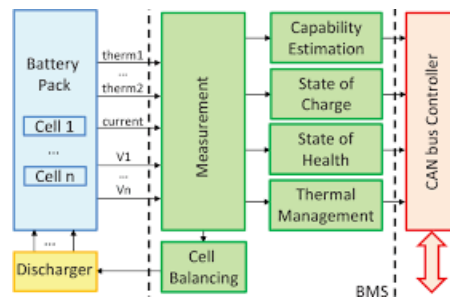 Battery
Pack
Cell 1
...
Cell n
therm1
...
therm2
current
V1
...
Vn
Measurement
Capability
Estimation
State of
Charge
State of
Health
Thermal
Management
CAN bus Controller
...
Discharger
Cell
Balancing
BMS